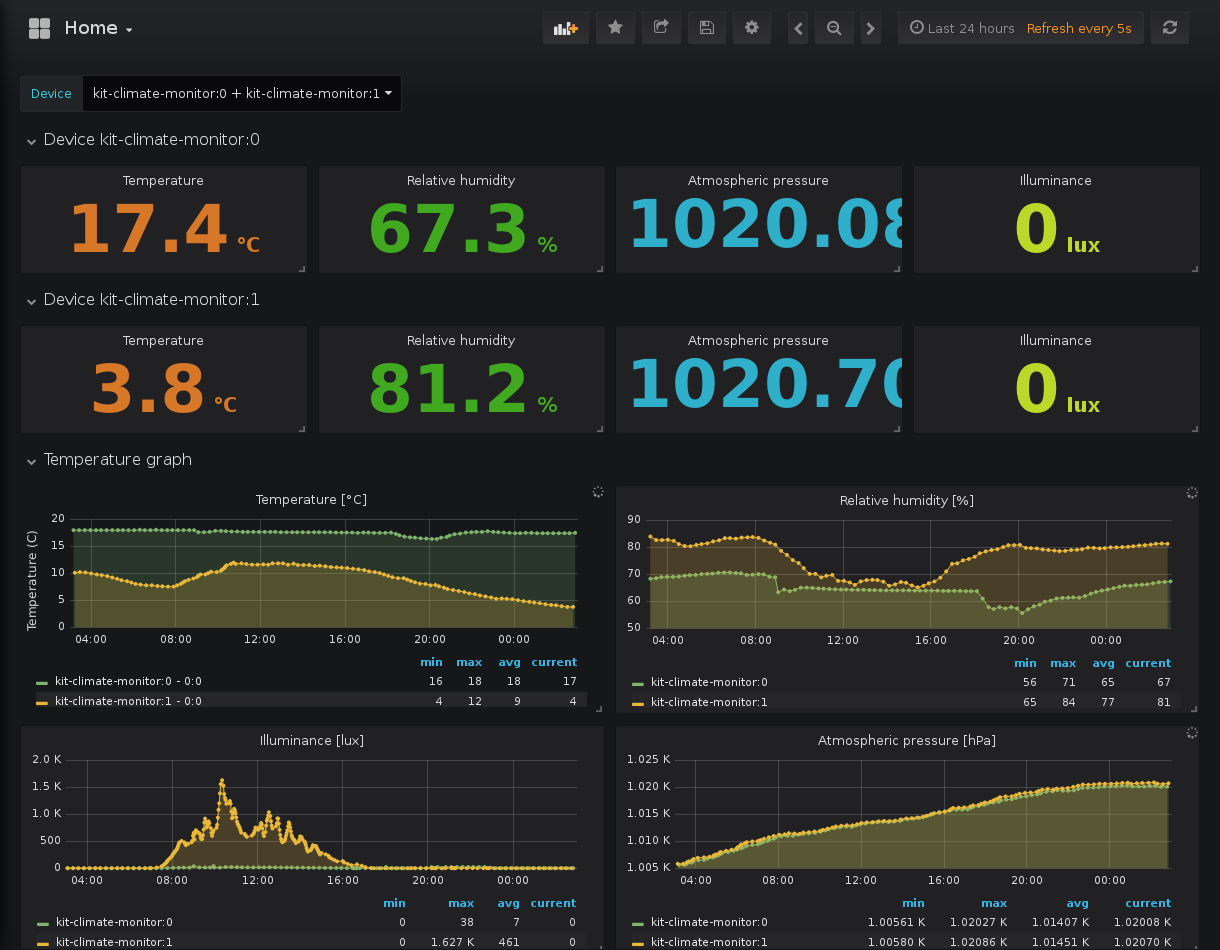 Home
Last 24 hours Refresh every 5s
Device kit-climate-monitor:0 + kit-climate-monitor:1
Device kit-climate-monitor:0
Temperature Relative humidity Atmospheric pressure Illuminance
17.4 °C 67.3 % 1020.08 0 lux
Device kit-climate-monitor:1
Temperature Relative humidity Atmospheric pressure Illuminance
3.8 °C 81.2 % 1020.70 0 lux
Temperature graph
Temperature [°C]
Temperature (C)
20
15
10
5
0
04:00 08:00 12:00 16:00 20:00 00:00
min max avg current
kit-climate-monitor:0 - 0:0 16 18 18 17
kit-climate-monitor:1 - 0:0 4 12 9 4
Relative humidity [%]
90
80
70
60
50
04:00 08:00 12:00 16:00 20:00 00:00
min max avg current
kit-climate-monitor:0 56 71 65 67
kit-climate-monitor:1 65 84 77 81
Illuminance [lux]
2.0 K
1.5 K
1.0 K
500
0
04:00 08:00 12:00 16:00 20:00 00:00
min max avg current
kit-climate-monitor:0 0 38 7 0
kit-climate-monitor:1 0 1.627 K 461 0
Atmospheric pressure [hPa]
1.025 K
1.020 K
1.015 K
1.010 K
1.005 K
04:00 08:00 12:00 16:00 20:00 00:00
min max avg current
kit-climate-monitor:0 1.00561 K 1.02027 K 1.01407 K 1.02008 K
kit-climate-monitor:1 1.00580 K 1.02086 K 1.01451 K 1.02070 K